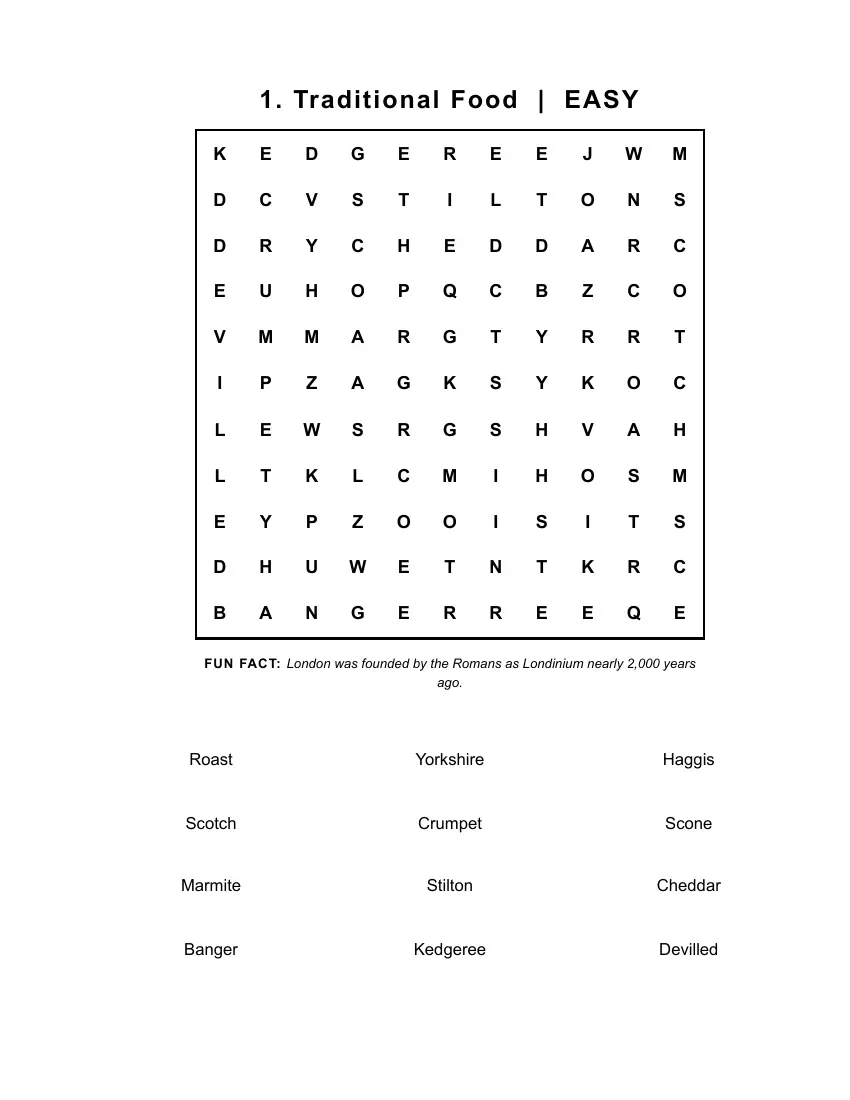 1. Traditional Food | EASY
K E D G E R E E J W M
D C V S T I L T O N S
D R Y C H E D D A R C
E U H O P Q C B Z C O
V M M A R G T Y R R T
I P Z A G K S Y K O C
L E W S R G S H V A H
L T K L C M I H O S M
E Y P Z O O I S I T S
D H U W E T N T K R C
B A N G E R R E E Q E
FUN FACT: London was founded by the Romans as Londinium nearly 2,000 years
ago.
Roast Yorkshire Haggis
Scotch Crumpet Scone
Marmite Stilton Cheddar
Banger Kedgeree Devilled